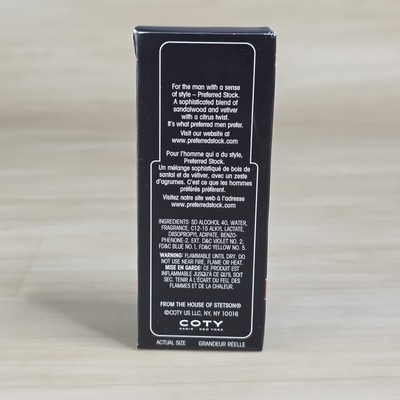 For the man with a sense
of style – Preferred Stock.
A sophisticated blend of
sandalwood and vetiver
with a citrus twist.
It's what preferred men prefer.
Visit our website at
www.preferredstock.com
Pour l'homme qui a du style,
Preferred Stock.
Un mélange sophistiqué de bois de
santal et de vétiver, avec un zeste
d'agrumes. C'est ce que les hommes
préférés préfèrent.
Visitez notre site web à
www.preferredstock.com
INGREDIENTS: SD ALCOHOL 40, WATER,
FRAGRANCE, C12-15 ALKYL LACTATE,
DIISOPROPYL, ADIPATE, BENZO-
PHENONE-2, EXT. D&C VIOLET NO. 2,
FD&C BLUE NO. 1, FD&C YELLOW NO. 5.
WARNING: FLAMMABLE UNTIL DRY. DO
NOT USE NEAR FIRE, FLAME OR HEAT.
MISE EN GARDE: CE PRODUIT EST
INFLAMMABLE JUSQU'À CE QU'IL SOIT
SEC. TENIR À L'ÉCART DU FEU, DES
FLAMMES ET DE LA CHALEUR.
FROM THE HOUSE OF STETSON®
©COTY US LLC, NY, NY 10016
COTY
PARIS NEW YORK
ACTUAL SIZE GRANDEUR RÉELLE